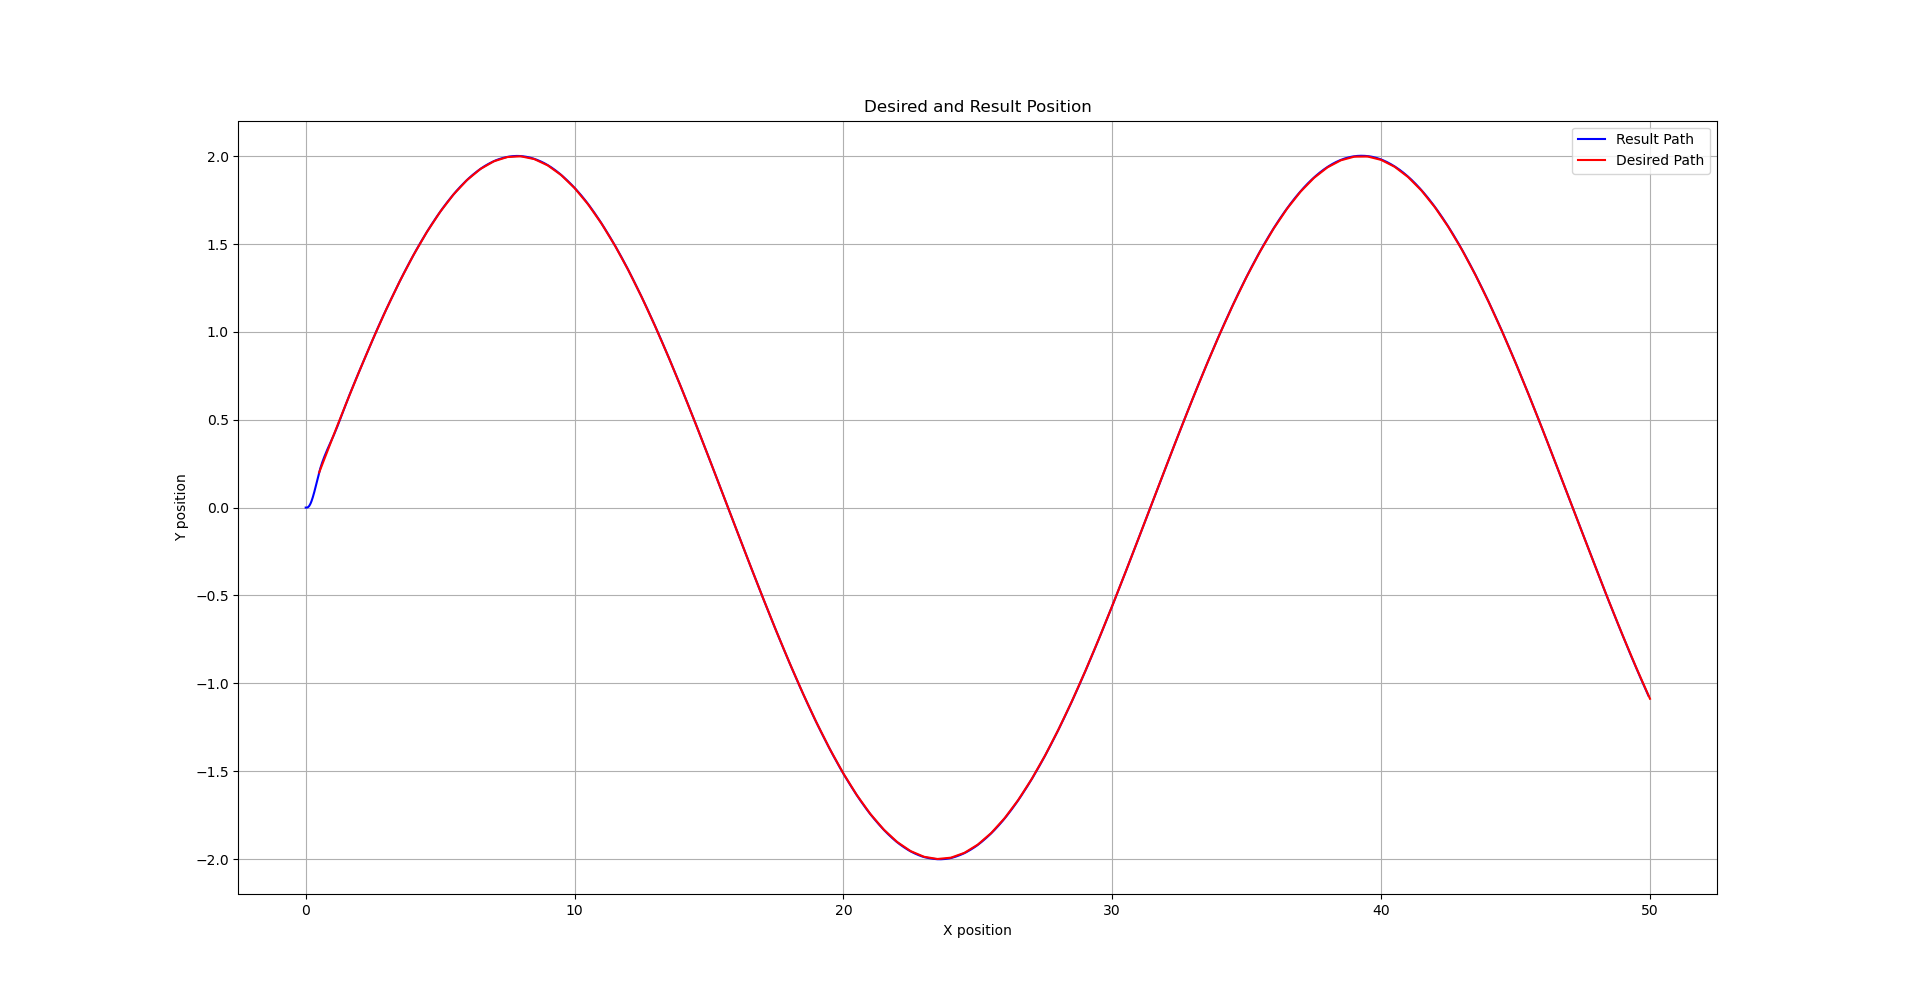 Desired and Result Position
Result Path
Desired Path
2.0
1.5
1.0
0.5
0.0
−0.5
−1.0
−1.5
−2.0
Y position
0 10 20 30 40 50
X position